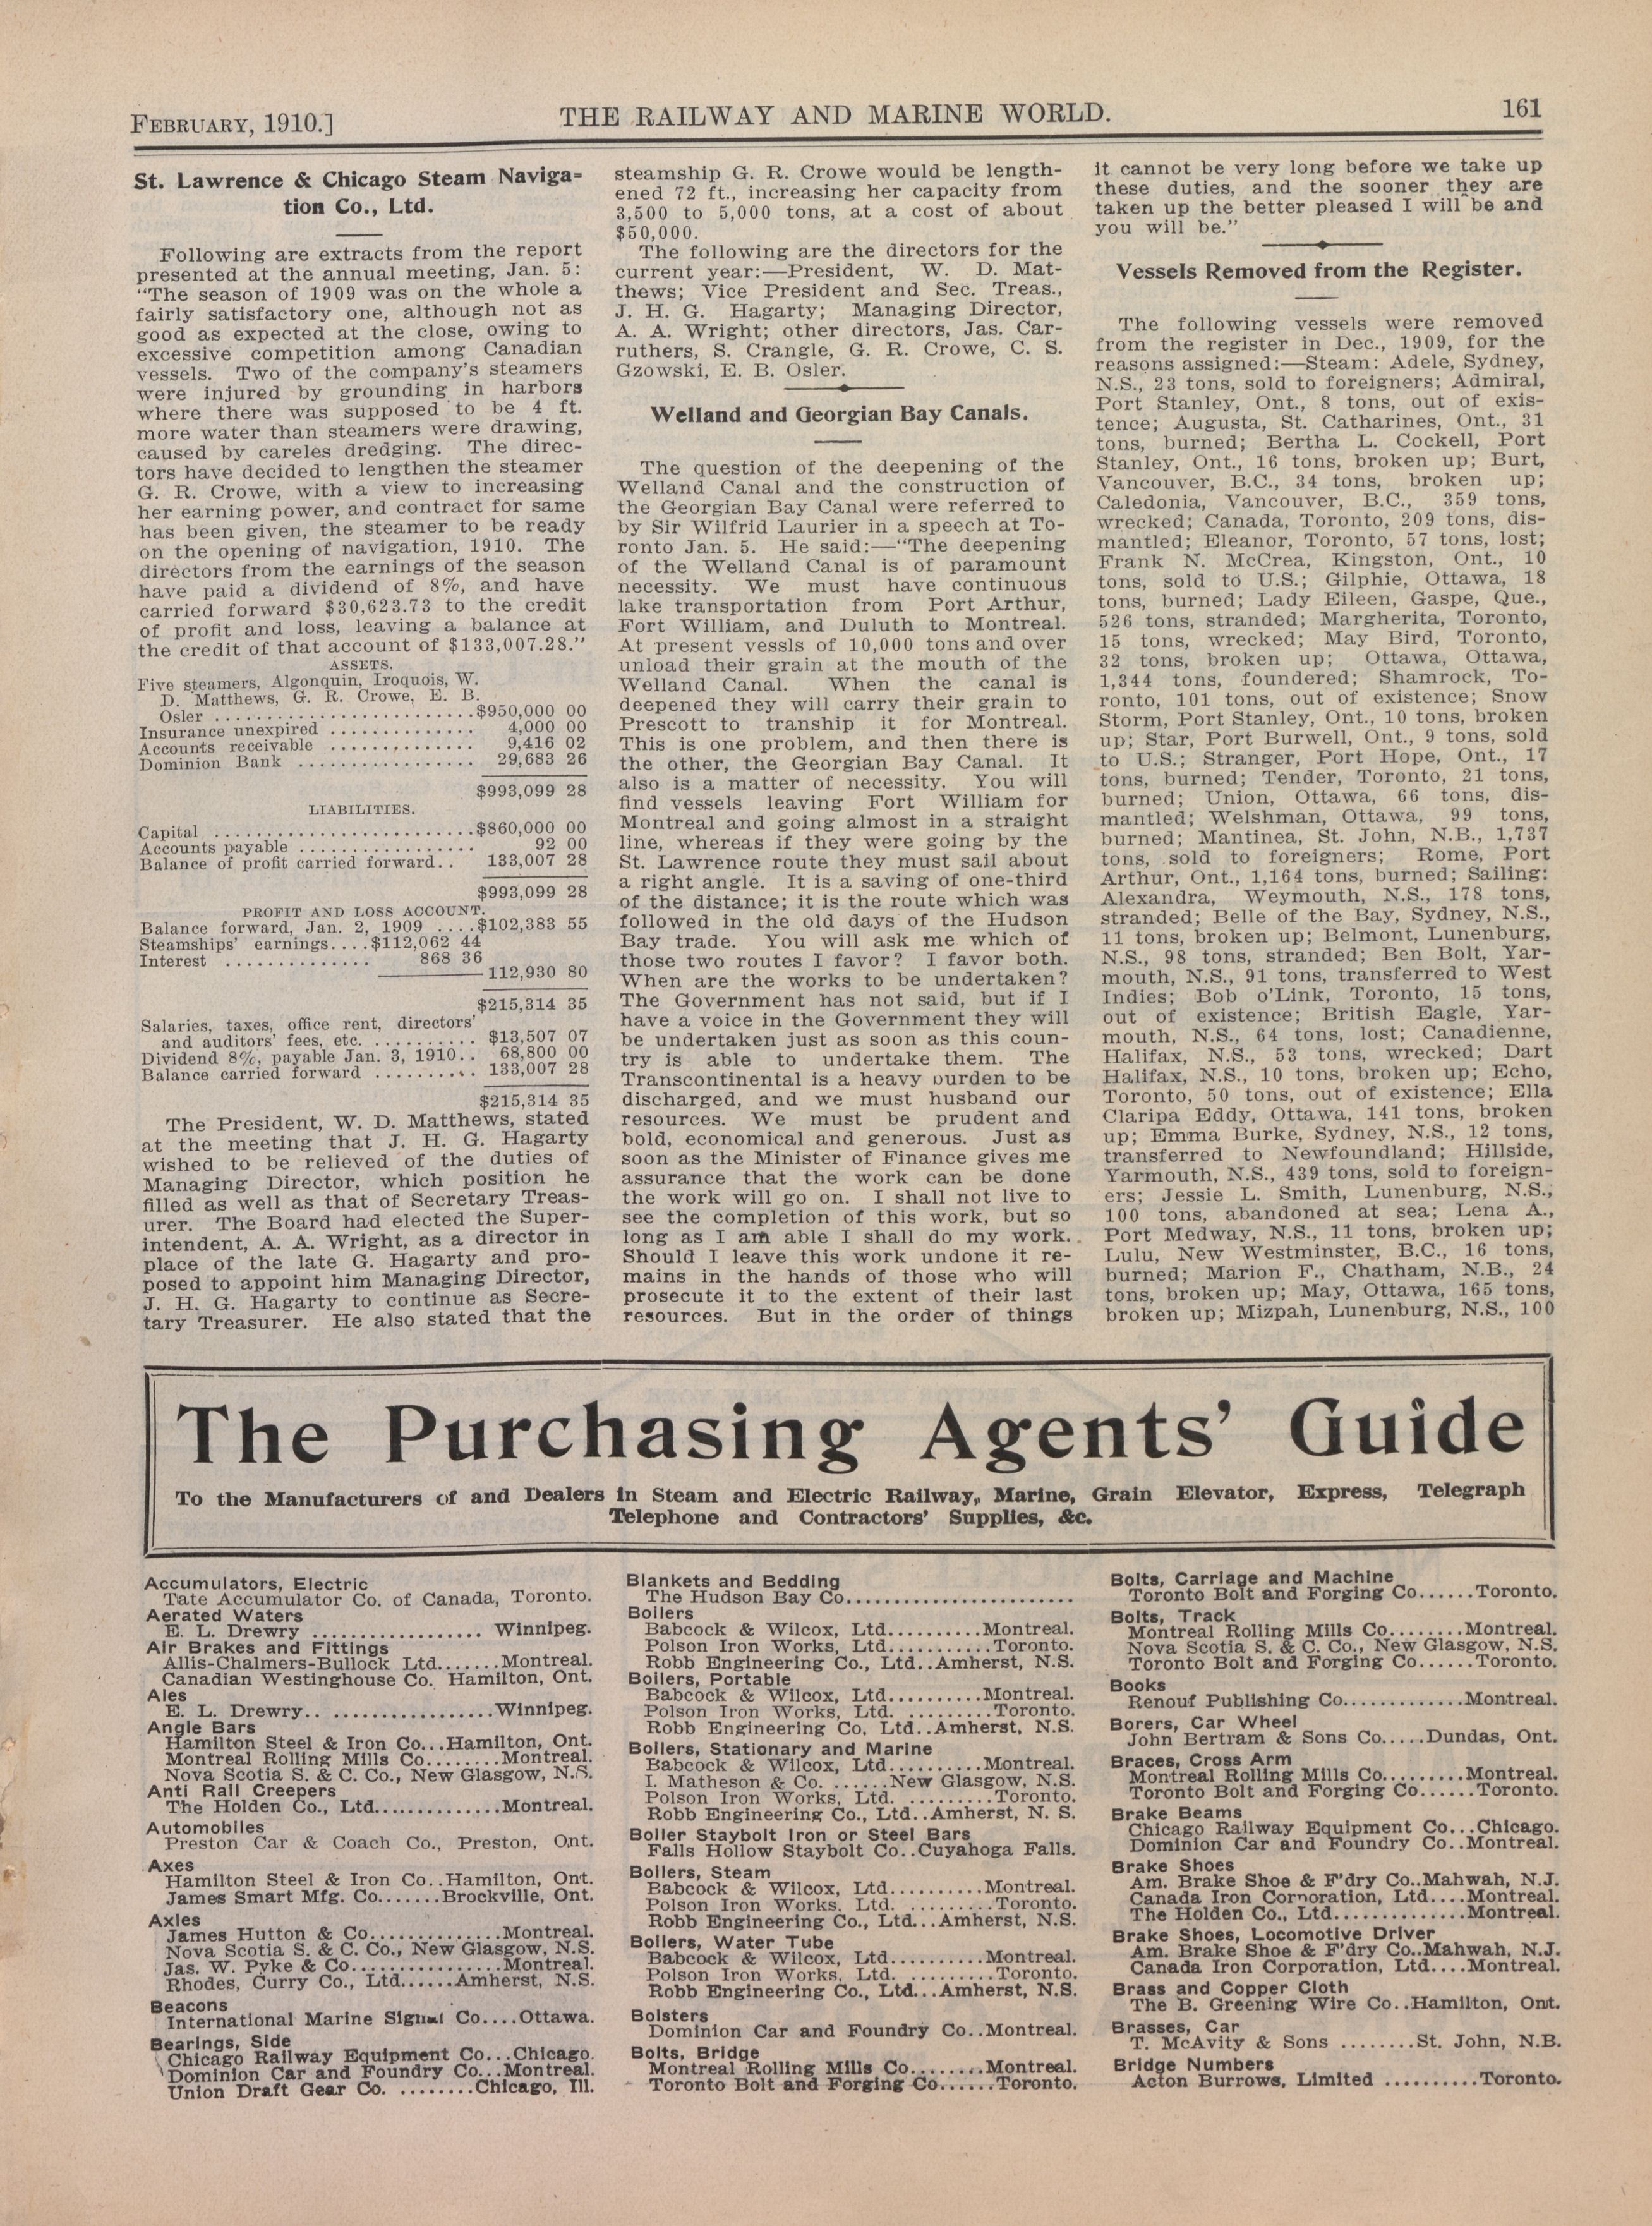 FEBRUARY, 1910.]
THE RAILWAY AND MARINE WORLD.
161
St. Lawrence & Chicago Steam Naviga-
tion Co., Ltd.
Following are extracts from the report
presented at the annual meeting, Jan. 5:
"The season of 1909 was on the whole a
fairly satisfactory one, although not as
good as expected at the close, owing to
excessive competition among Canadian
vessels. Two of the company's steamers
were injured by grounding in harbors
where there was supposed to be 4 ft.
more water than steamers were drawing,
caused by careles dredging. The direc-
tors have decided to lengthen the steamer
G. R. Crowe, with a view to increasing
her earning power, and contract for same
has been given, the steamer to be ready
on the opening of navigation, 1910. The
directors from the earnings of the season
have paid a dividend of 8%, and have
carried forward $30,623.73 to the credit
of profit and loss, leaving a balance at
the credit of that account of $133,007.28."
ASSETS.
Five steamers, Algonquin, Iroquois, W.
D. Matthews, G. R. Crowe, E. B.
Osler ........................$950,000 00
Insurance unexpired .............. 4,000 00
Accounts receivable .............. 9,416 02
Dominion Bank ................. 29,683 26
$993,099 28
LIABILITIES.
Capital ........................$860,000 00
Accounts payable ................. 92 00
Balance of profit carried forward.. 133,007 28
$993,099 28
PROFIT AND LOSS ACCOUNT.
Balance forward, Jan. 2, 1909 ....$102,383 55
Steamships' earnings....$112,062 44
Interest .............. 868 36
112,930 80
$215,314 35
Salaries, taxes, office rent, directors'
and auditors' fees, etc. .......... $13,507 07
Dividend 8%, payable Jan. 3, 1910.. 68,800 00
Balance carried forward .......... 133,007 28
$215,314 35
The President, W. D. Matthews, stated
at the meeting that J. H. G. Hagarty
wished to be relieved of the duties of
Managing Director, which position he
filled as well as that of Secretary Treas-
urer. The Board had elected the Super-
intendent, A. A. Wright, as a director in
place of the late G. Hagarty and pro-
posed to appoint him Managing Director,
J. H. G. Hagarty to continue as Secre-
tary Treasurer. He also stated that the
steamship G. R. Crowe would be length-
ened 72 ft., increasing her capacity from
3,500 to 5,000 tons, at a cost of about
$50,000.
The following are the directors for the
current year:—President, W. D. Mat-
thews; Vice President and Sec. Treas.,
J. H. G. Hagarty; Managing Director,
A. A. Wright; other directors, Jas. Car-
ruthers, S. Crangle, G. R. Crowe, C. S.
Gzowski, E. B. Osler.
Welland and Georgian Bay Canals.
The question of the deepening of the
Welland Canal and the construction of
the Georgian Bay Canal were referred to
by Sir Wilfrid Laurier in a speech at To-
ronto Jan. 5. He said:—"The deepening
of the Welland Canal is of paramount
necessity. We must have continuous
lake transportation from Port Arthur,
Fort William, and Duluth to Montreal.
At present vessls of 10,000 tons and over
unload their grain at the mouth of the
Welland Canal. When the canal is
deepened they will carry their grain to
Prescott to tranship it for Montreal.
This is one problem, and then there is
the other, the Georgian Bay Canal. It
also is a matter of necessity. You will
find vessels leaving Fort William for
Montreal and going almost in a straight
line, whereas if they were going by the
St. Lawrence route they must sail about
a right angle. It is a saving of one-third
of the distance; it is the route which was
followed in the old days of the Hudson
Bay trade. You will ask me which of
those two routes I favor? I favor both.
When are the works to be undertaken?
The Government has not said, but if I
have a voice in the Government they will
be undertaken just as soon as this coun-
try is able to undertake them. The
Transcontinental is a heavy burden to be
discharged, and we must husband our
resources. We must be prudent and
bold, economical and generous. Just as
soon as the Minister of Finance gives me
assurance that the work can be done
the work will go on. I shall not live to
see the completion of this work, but so
long as I am able I shall do my work.
Should I leave this work undone it re-
mains in the hands of those who will
prosecute it to the extent of their last
resources. But in the order of things
it cannot be very long before we take up
these duties, and the sooner they are
taken up the better pleased I will be and
you will be."
Vessels Removed from the Register.
The following vessels were removed
from the register in Dec., 1909, for the
reasons assigned:—Steam: Adele, Sydney,
N.S., 23 tons, sold to foreigners; Admiral,
Port Stanley, Ont., 8 tons, out of exis-
tence; Augusta, St. Catharines, Ont., 31
tons, burned; Bertha L. Cockell, Port
Stanley, Ont., 16 tons, broken up; Burt,
Vancouver, B.C., 34 tons, broken up;
Caledonia, Vancouver, B.C., 359 tons,
wrecked; Canada, Toronto, 209 tons, dis-
mantled; Eleanor, Toronto, 57 tons, lost;
Frank N. McCrea, Kingston, Ont., 10
tons, sold to U.S.; Gilphie, Ottawa, 18
tons, burned; Lady Eileen, Gaspe, Que.,
526 tons, stranded; Margherita, Toronto,
15 tons, wrecked; May Bird, Toronto,
32 tons, broken up; Ottawa, Ottawa,
1,344 tons, foundered; Shamrock, To-
ronto, 101 tons, out of existence; Snow
Storm, Port Stanley, Ont., 10 tons, broken
up; Star, Port Burwell, Ont., 9 tons, sold
to U.S.; Stranger, Port Hope, Ont., 17
tons, burned; Tender, Toronto, 21 tons,
burned; Union, Ottawa, 66 tons, dis-
mantled; Welshman, Ottawa, 99 tons,
burned; Mantinea, St. John, N.B., 1,737
tons, sold to foreigners; Rome, Port
Arthur, Ont., 1,164 tons, burned; Sailing:
Alexandra, Weymouth, N.S., 178 tons,
stranded; Belle of the Bay, Sydney, N.S.,
11 tons, broken up; Belmont, Lunenburg,
N.S., 98 tons, stranded; Ben Bolt, Yar-
mouth, N.S., 91 tons, transferred to West
Indies; Bob o'Link, Toronto, 15 tons,
out of existence; British Eagle, Yar-
mouth, N.S., 64 tons, lost; Canadienne,
Halifax, N.S., 53 tons, wrecked; Dart
Halifax, N.S., 10 tons, broken up; Echo,
Toronto, 50 tons, out of existence; Ella
Claripa Eddy, Ottawa, 141 tons, broken
up; Emma Burke, Sydney, N.S., 12 tons,
transferred to Newfoundland; Hillside,
Yarmouth, N.S., 439 tons, sold to foreign-
ers; Jessie L. Smith, Lunenburg, N.S.,
100 tons, abandoned at sea; Lena A.,
Port Medway, N.S., 11 tons, broken up;
Lulu, New Westminster, B.C., 16 tons,
burned; Marion F., Chatham, N.B., 24
tons, broken up; May, Ottawa, 165 tons,
broken up; Mizpah, Lunenburg, N.S., 100
The Purchasing Agents' Guide
To the Manufacturers of and Dealers in Steam and Electric Railway, Marine, Grain Elevator, Express, Telegraph
Telephone and Contractors' Supplies, &c.
Accumulators, Electric
Tate Accumulator Co. of Canada, Toronto.
Aerated Waters
E. L. Drewry .................. Winnipeg.
Air Brakes and Fittings
Allis-Chalmers-Bullock Ltd.......Montreal.
Canadian Westinghouse Co. Hamilton, Ont.
Ales
E. L. Drewry.. .................Winnipeg.
Angle Bars
Hamilton Steel & Iron Co...Hamilton, Ont.
Montreal Rolling Mills Co........Montreal.
Nova Scotia S. & C. Co., New Glasgow, N.S.
Anti Rail Creepers
The Holden Co., Ltd..............Montreal.
Automobiles
Preston Car & Coach Co., Preston, Ont.
Axes
Hamilton Steel & Iron Co..Hamilton, Ont.
James Smart Mfg. Co.......Brockville, Ont.
Axles
James Hutton & Co..............Montreal.
Nova Scotia S. & C. Co., New Glasgow, N.S.
Jas. W. Pyke & Co................Montreal.
Rhodes, Curry Co., Ltd......Amherst, N.S.
Beacons
International Marine Signal Co....Ottawa.
Bearings, Side
Chicago Railway Equipment Co...Chicago.
Dominion Car and Foundry Co...Montreal.
Union Draft Gear Co. ........Chicago, Ill.
Blankets and Bedding
The Hudson Bay Co........................
Boilers
Babcock & Wilcox, Ltd..........Montreal.
Polson Iron Works, Ltd...........Toronto.
Robb Engineering Co., Ltd..Amherst, N.S.
Boilers, Portable
Babcock & Wilcox, Ltd..........Montreal.
Polson Iron Works, Ltd. .........Toronto.
Robb Engineering Co. Ltd..Amherst, N.S.
Boilers, Stationary and Marine
Babcock & Wilcox, Ltd..........Montreal.
I. Matheson & Co. ......New Glasgow, N.S.
Polson Iron Works, Ltd. .........Toronto.
Robb Engineering Co., Ltd..Amherst, N. S.
Boiler Staybolt Iron or Steel Bars
Falls Hollow Staybolt Co..Cuyahoga Falls.
Boilers, Steam
Babcock & Wilcox, Ltd..........Montreal.
Polson Iron Works, Ltd. .........Toronto.
Robb Engineering Co., Ltd...Amherst, N.S.
Boilers, Water Tube
Babcock & Wilcox, Ltd..........Montreal.
Polson Iron Works, Ltd. .........Toronto.
Robb Engineering Co., Ltd...Amherst, N.S.
Bolsters
Dominion Car and Foundry Co..Montreal.
Bolts, Bridge
Montreal Rolling Mills Co........Montreal.
Toronto Bolt and Forging Co......Toronto.
Bolts, Carriage and Machine
Toronto Bolt and Forging Co......Toronto.
Bolts, Track
Montreal Rolling Mills Co........Montreal.
Nova Scotia S. & C. Co., New Glasgow, N.S.
Toronto Bolt and Forging Co......Toronto.
Books
Renouf Publishing Co.............Montreal.
Borers, Car Wheel
John Bertram & Sons Co.....Dundas, Ont.
Braces, Cross Arm
Montreal Rolling Mills Co.........Montreal.
Toronto Bolt and Forging Co......Toronto.
Brake Beams
Chicago Railway Equipment Co...Chicago.
Dominion Car and Foundry Co..Montreal.
Brake Shoes
Am. Brake Shoe & F'dry Co..Mahwah, N.J.
Canada Iron Corporation, Ltd....Montreal.
The Holden Co., Ltd..............Montreal.
Brake Shoes, Locomotive Driver
Am. Brake Shoe & F'dry Co..Mahwah, N.J.
Canada Iron Corporation, Ltd....Montreal.
Brass and Copper Cloth
The B. Greening Wire Co..Hamilton, Ont.
Brasses, Car
T. McAvity & Sons ........St. John, N.B.
Bridge Numbers
Acton Burrows, Limited ..........Toronto.